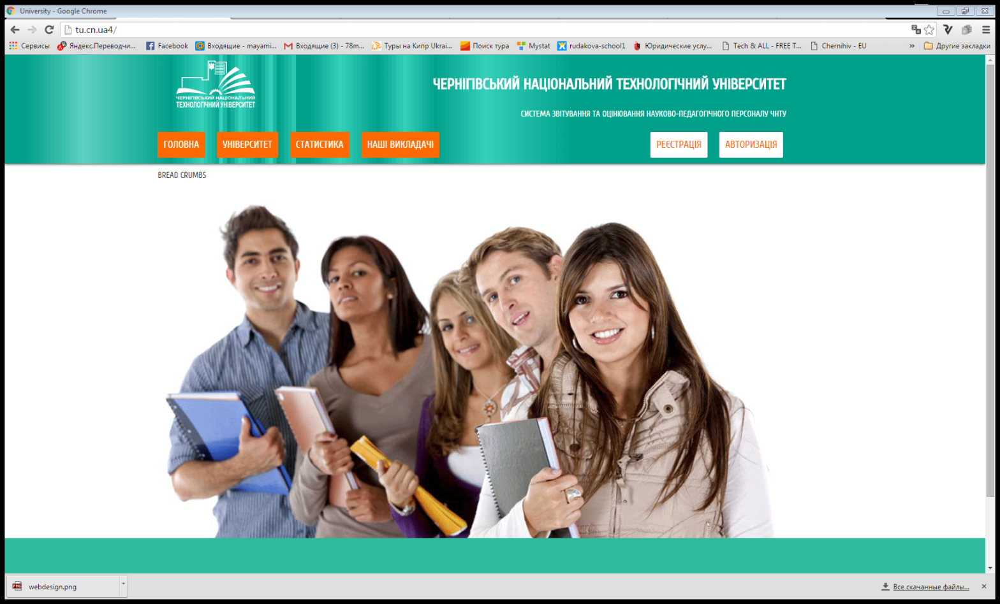 University - Google Chrome
tu.cn.ua4/
Сервисы Яндекс.Переводчи... Facebook Входящие - mayami... Входящие (3) - 78m... Туры на Кипр Ukrai... Поиск тура Mystat rudakova-school1 Юридические услу... Tech & ALL - FREE T... Chernihiv - EU » Другие закладки
ЧЕРНІГІВСЬКИЙ НАЦІОНАЛЬНИЙ
ТЕХНОЛОГІЧНИЙ УНІВЕРСИТЕТ
ЧЕРНІГІВСЬКИЙ НАЦІОНАЛЬНИЙ ТЕХНОЛОГІЧНИЙ УНІВЕРСИТЕТ
СИСТЕМА ЗВІТУВАННЯ ТА ОЦІНЮВАННЯ НАУКОВО-ПЕДАГОГІЧНОГО ПЕРСОНАЛУ ЧНТУ
ГОЛОВНА УНІВЕРСИТЕТ СТАТИСТИКА НАШІ ВИКЛАДАЧІ РЕЄСТРАЦІЯ АВТОРИЗАЦІЯ
BREAD CRUMBS
webdesign.png Все скачанные файлы...